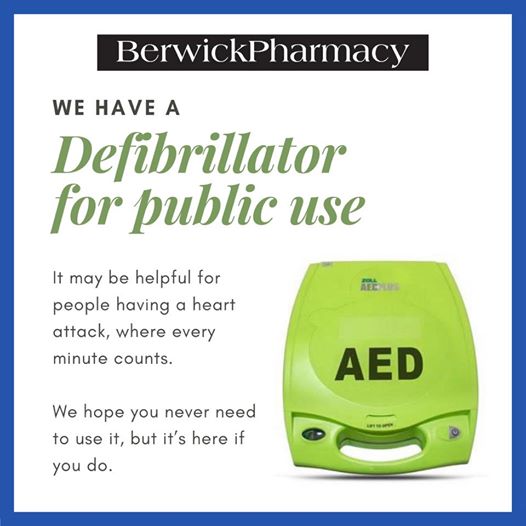 BerwickPharmacy
WE HAVE A
Defibrillator
for public use
It may be helpful for
people having a heart
attack, where every
minute counts.
We hope you never need
to use it, but it's here if
you do.
ZOLL
AED PLUS
AED
LIFT TO OPEN